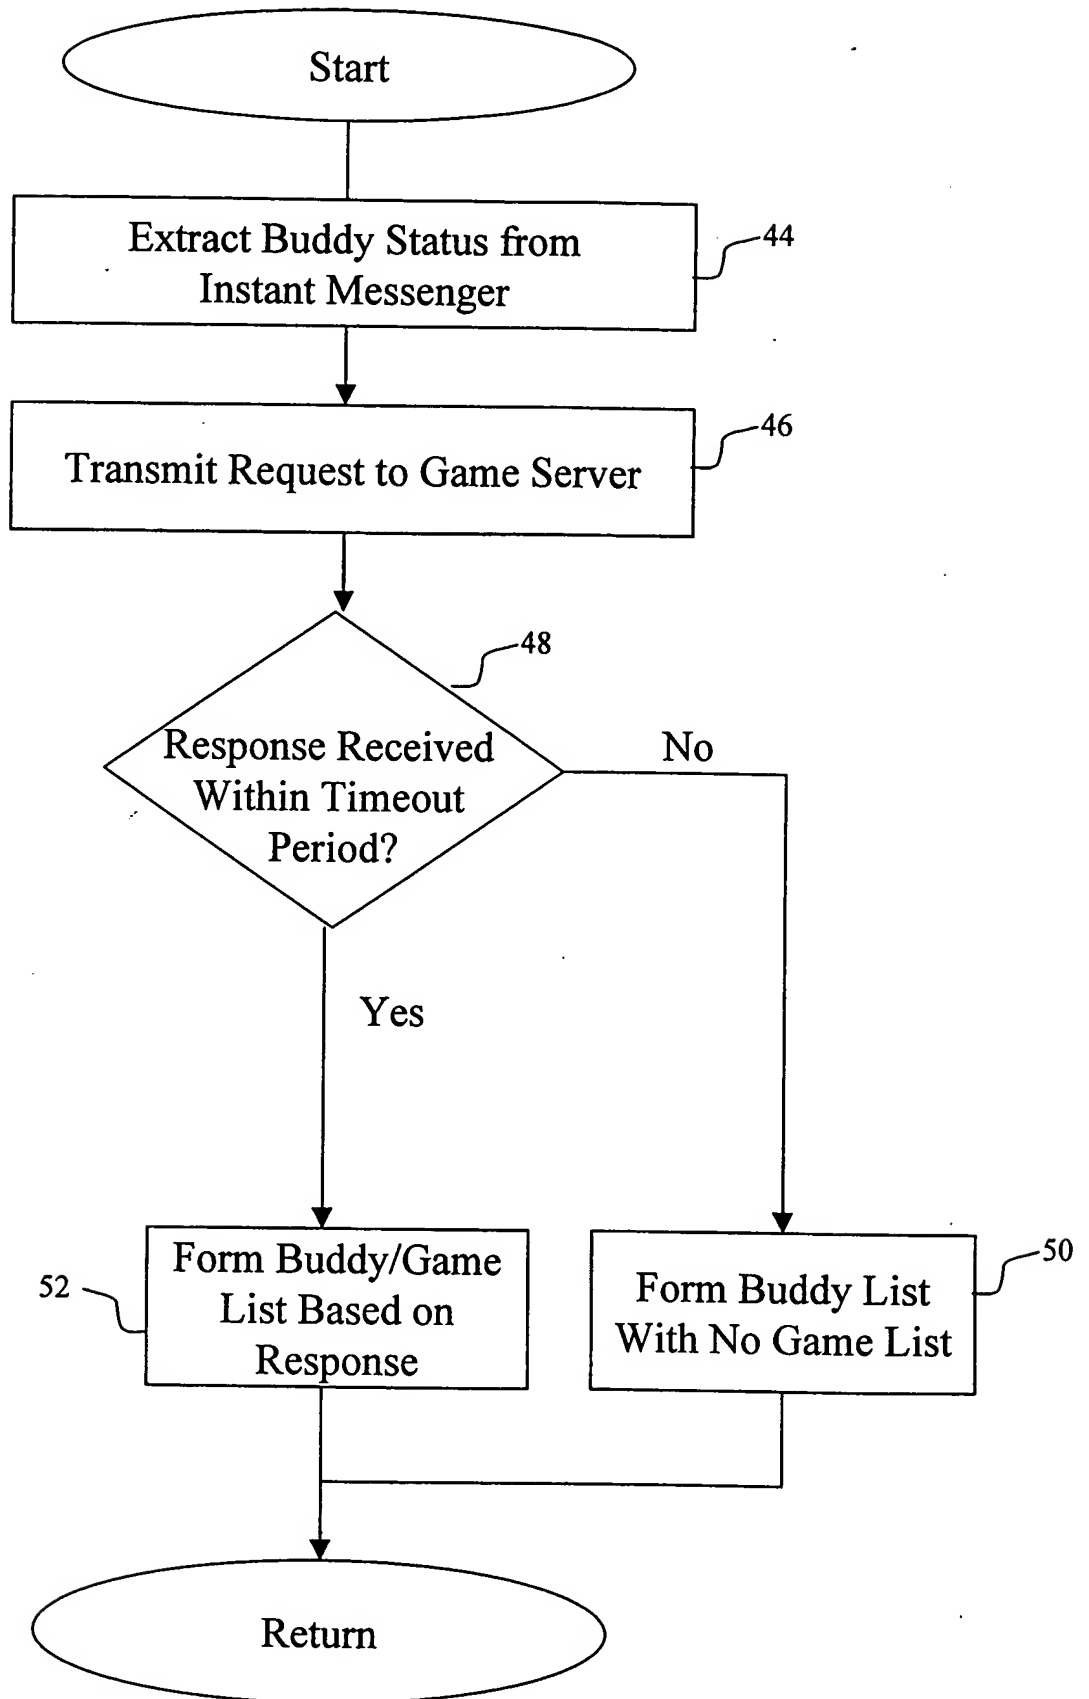 Start
Extract Buddy Status from
Instant Messenger
44
Transmit Request to Game Server
46
48
Response Received
Within Timeout
Period?
No
Yes
52
Form Buddy/Game
List Based on
Response
Form Buddy List
With No Game List
50
Return